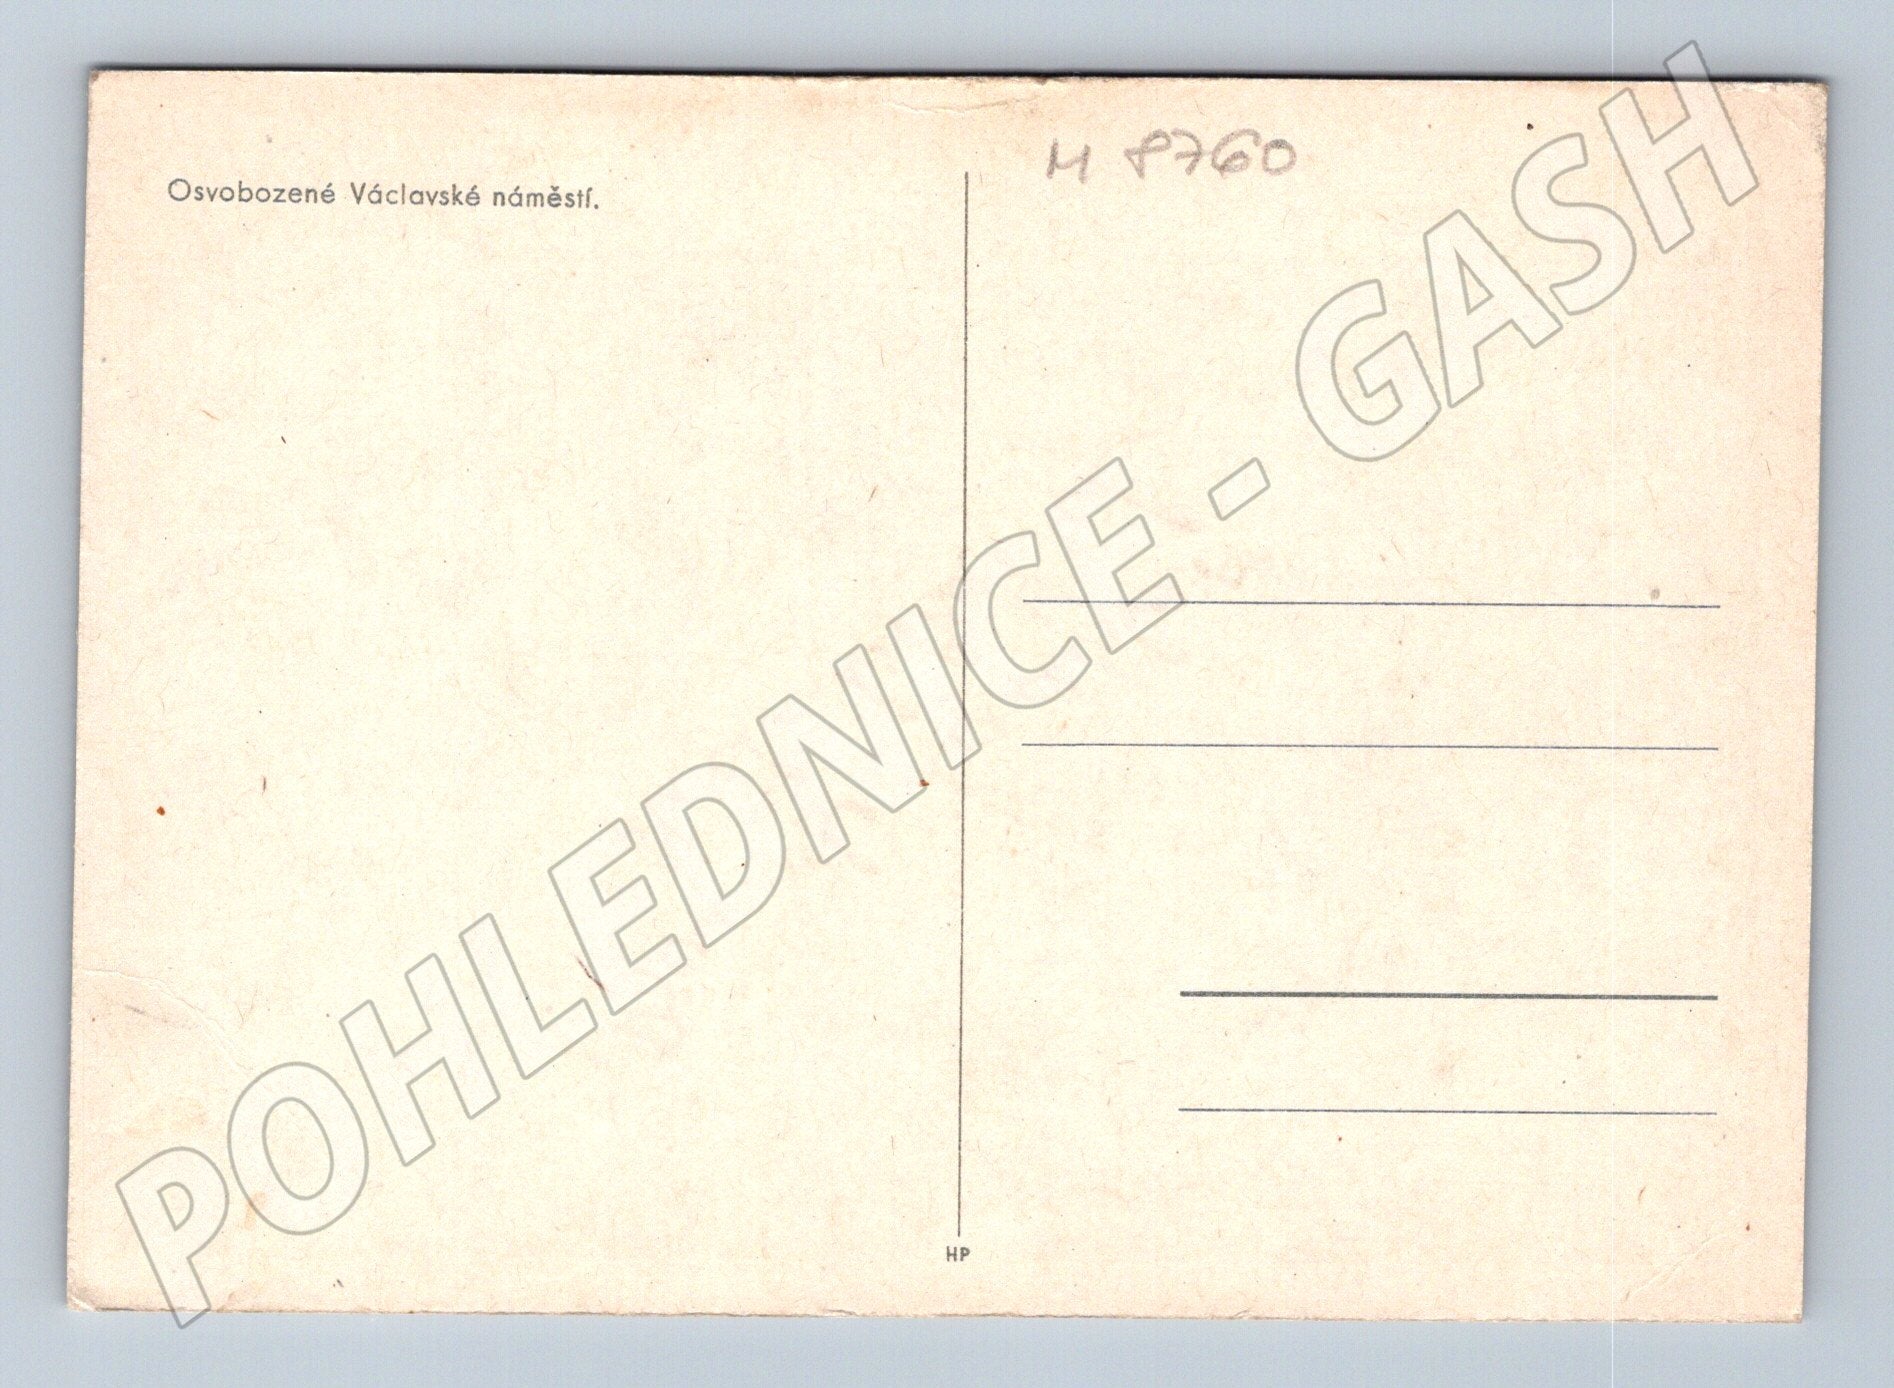 M 8760
Osvobozené Václavské náměstí.
POHLEDNICE - GASH
HP